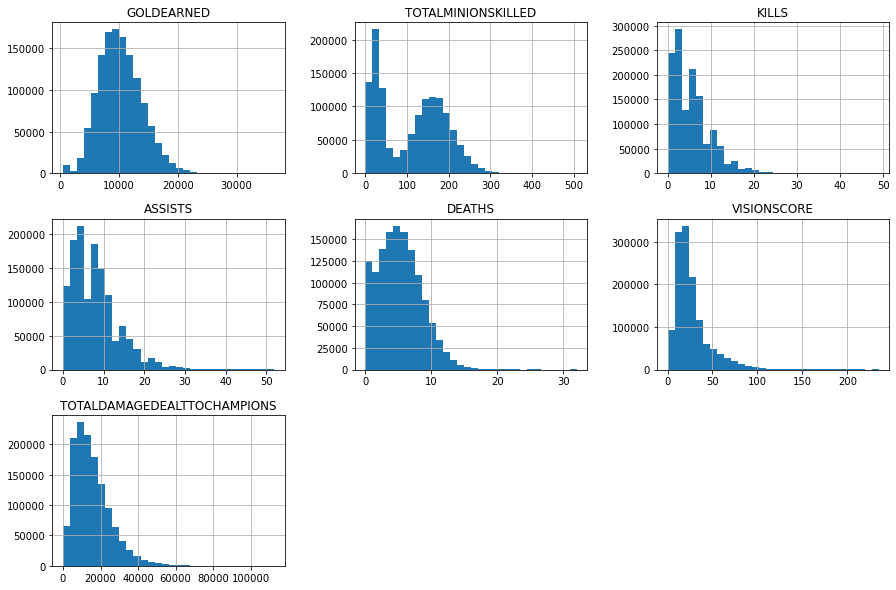 GOLDEARNED
150000
100000
50000
0
0 10000 20000 30000
TOTALMINIONSKILLED
200000
150000
100000
50000
0
0 100 200 300 400 500
KILLS
300000
250000
200000
150000
100000
50000
0
0 10 20 30 40 50
ASSISTS
200000
150000
100000
50000
0
0 10 20 30 40 50
DEATHS
150000
125000
100000
75000
50000
25000
0
0 10 20 30
VISIONSCORE
300000
200000
100000
0
0 50 100 150 200
TOTALDAMAGEDEALTTOCHAMPIONS
200000
150000
100000
50000
0
0 20000 40000 60000 80000 100000